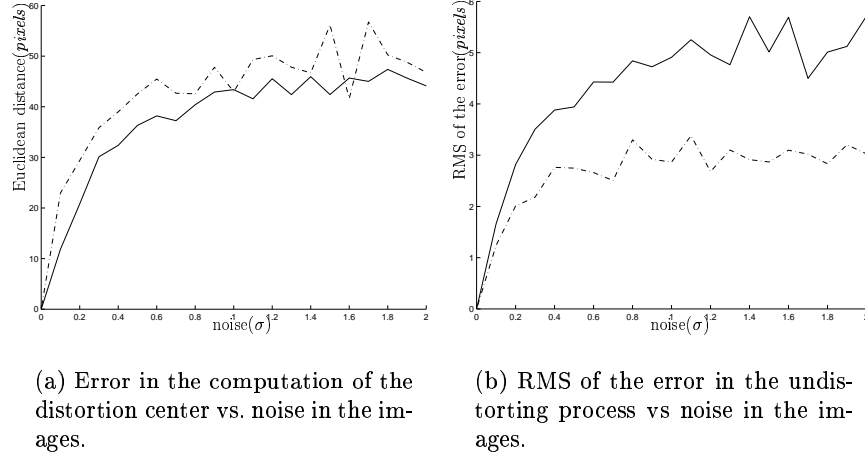 Euclidean distance(pixels)
60
50
40
30
20
10
0
0 0.2 0.4 0.6 0.8 1 1.2 1.4 1.6 1.8 2
noise(σ)
(a) Error in the computation of the
distortion center vs. noise in the im-
ages.
RMS of the error(pixels)
6
5
4
3
2
1
0
0 0.2 0.4 0.6 0.8 1 1.2 1.4 1.6 1.8 2
noise(σ)
(b) RMS of the error in the undis-
torting process vs noise in the im-
ages.